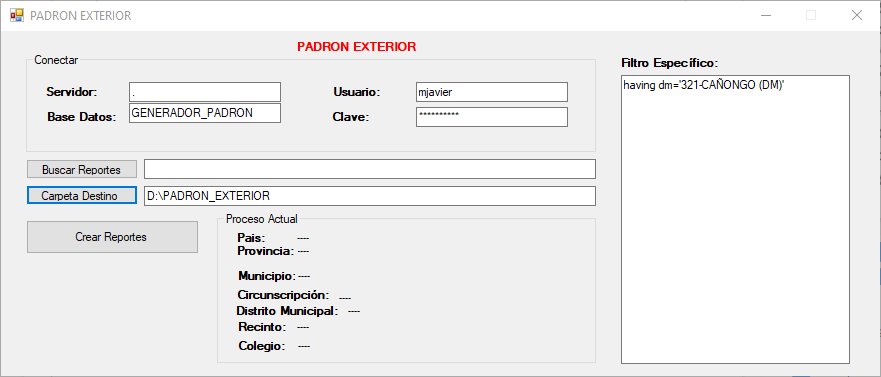 PADRON EXTERIOR
PADRON EXTERIOR
Conectar
Servidor: .
Usuario: mjavier
Base Datos: GENERADOR_PADRON
Clave: **********
Buscar Reportes
Carpeta Destino D:\PADRON_EXTERIOR
Crear Reportes
Proceso Actual
Pais: ----
Provincia: ----
Municipio: ----
Circunscripción: ----
Distrito Municipal: ----
Recinto: ----
Colegio: ----
Filtro Específico:
having dm='321-CAÑONGO (DM)'